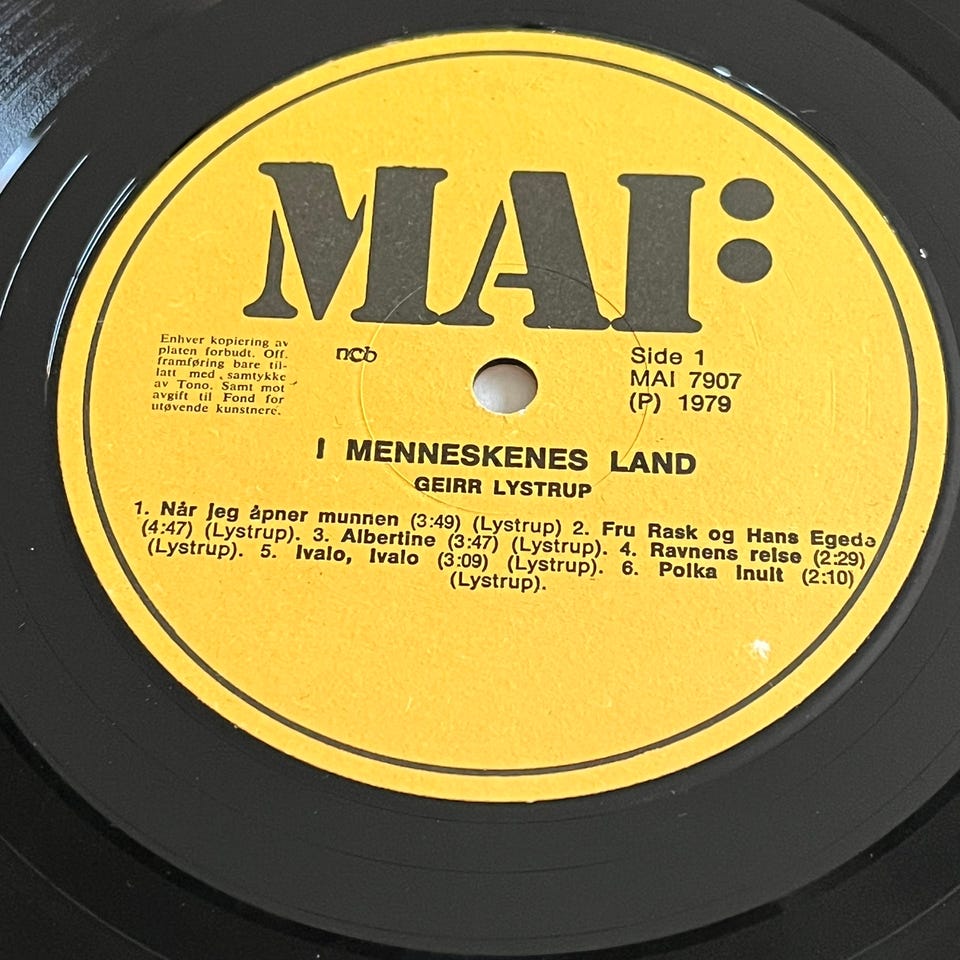 MAI:
Enhver kopiering av
platen forbudt. Off.
framføring bare til-
latt med samtykke
av Tono. Samt mot
avgift til Fond for
utøvende kunstnere.
ncb
Side 1
MAI 7907
(P) 1979
I MENNESKENES LAND
GEIRR LYSTRUP
1. Når jeg åpner munnen (3:49) (Lystrup) 2. Fru Rask og Hans Egede
(4:47) (Lystrup). 3. Albertine (3:47) (Lystrup). 4. Ravnens reise (2:29)
(Lystrup). 5. Ivalo, Ivalo (3:09) (Lystrup). 6. Polka Inuit (2:10)
(Lystrup).